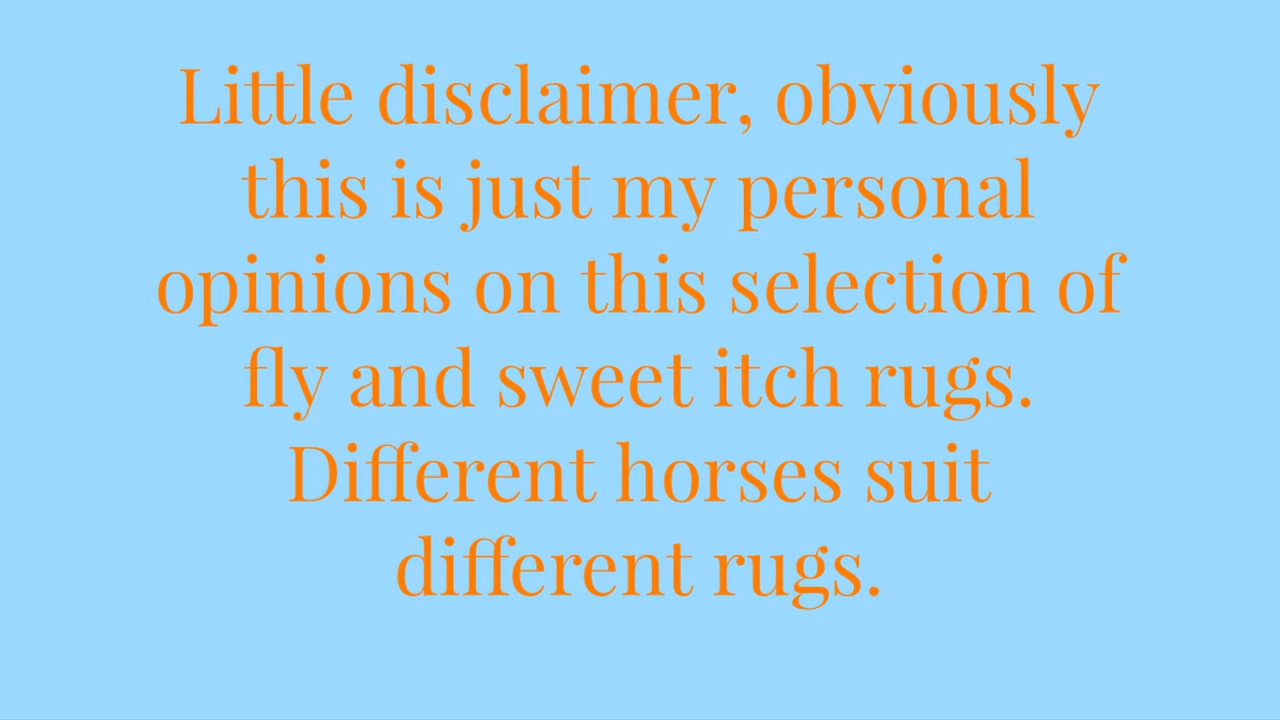 Little disclaimer, obviously
this is just my personal
opinions on this selection of
fly and sweet itch rugs.
Different horses suit
different rugs.